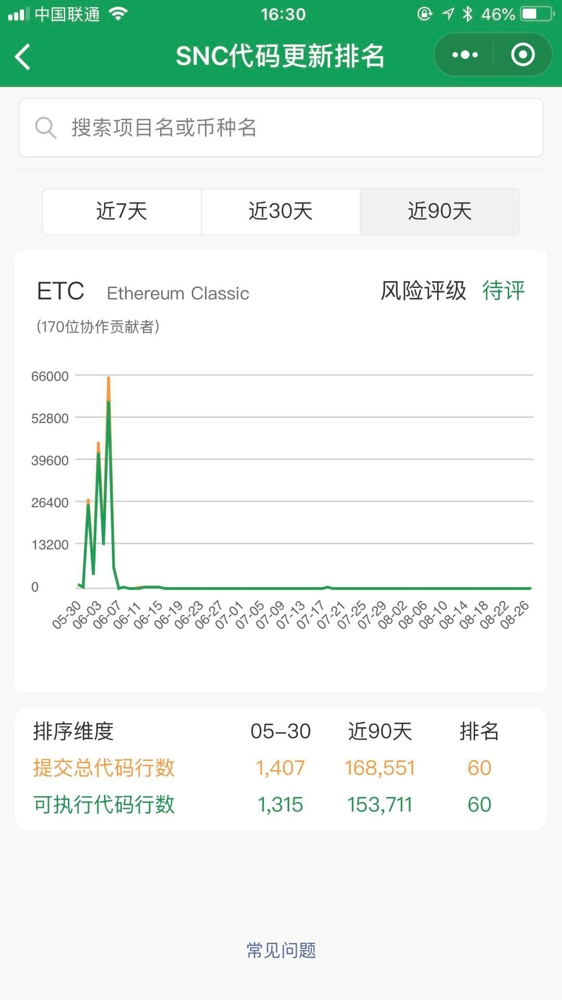 中国联通 16:30 46%
SNC代码更新排名
搜索项目名或币种名
近7天 近30天 近90天
ETC Ethereum Classic 风险评级 待评
(170位协作贡献者)
66000
52800
39600
26400
13200
0
05-30 06-03 06-07 06-11 06-15 06-19 06-23 06-27 07-01 07-05 07-09 07-13 07-17 07-21 07-25 07-29 08-02 08-06 08-10 08-14 08-18 08-22 08-26
排序维度 05-30 近90天 排名
提交总代码行数 1,407 168,551 60
可执行代码行数 1,315 153,711 60
常见问题